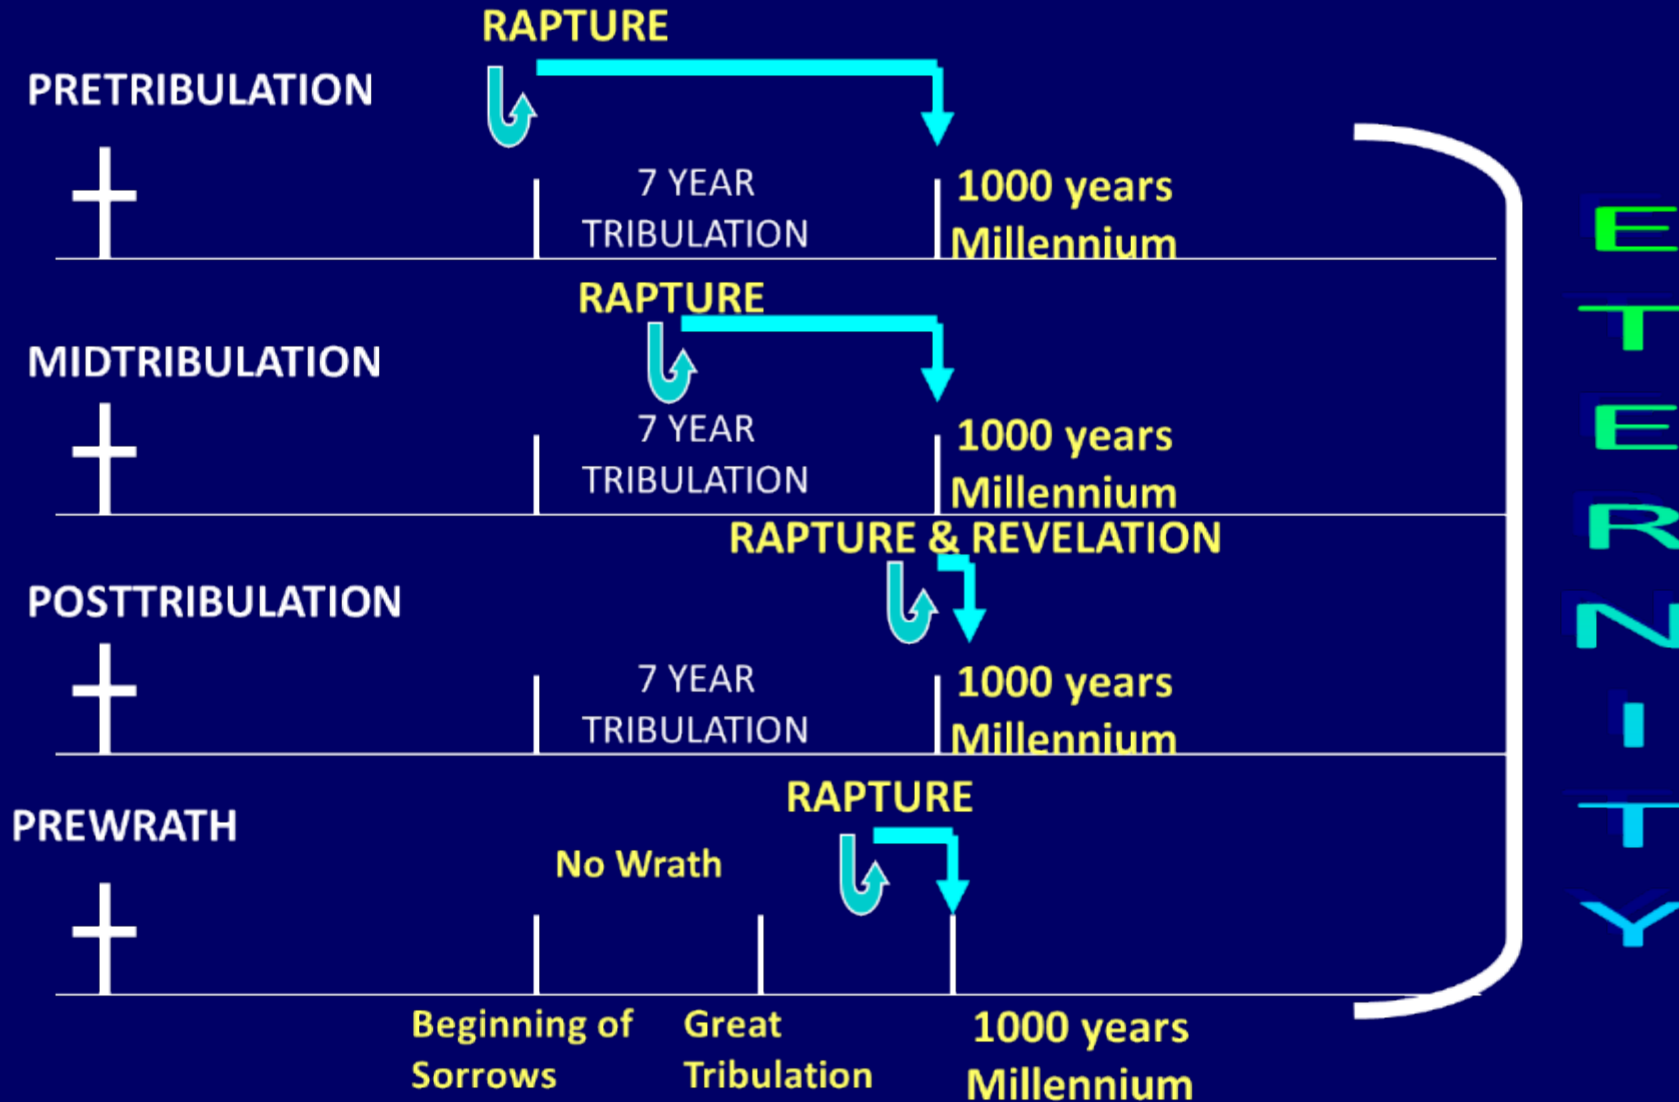 RAPTURE
PRETRIBULATION
7 YEAR
TRIBULATION
1000 years
Millennium
RAPTURE
MIDTRIBULATION
7 YEAR
TRIBULATION
1000 years
Millennium
RAPTURE & REVELATION
POSTTRIBULATION
7 YEAR
TRIBULATION
1000 years
Millennium
RAPTURE
PREWRATH
No Wrath
Beginning of
Sorrows
Great
Tribulation
1000 years
Millennium
ETERNITY